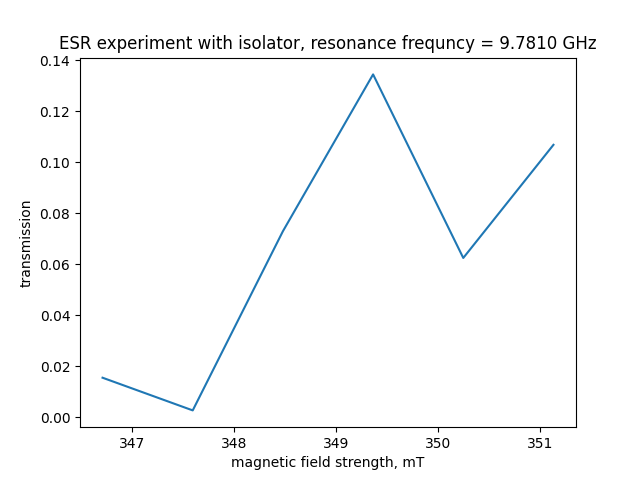 ESR experiment with isolator, resonance frequncy = 9.7810 GHz
0.14
0.12
0.10
0.08
0.06
0.04
0.02
0.00
transmission
347 348 349 350 351
magnetic field strength, mT